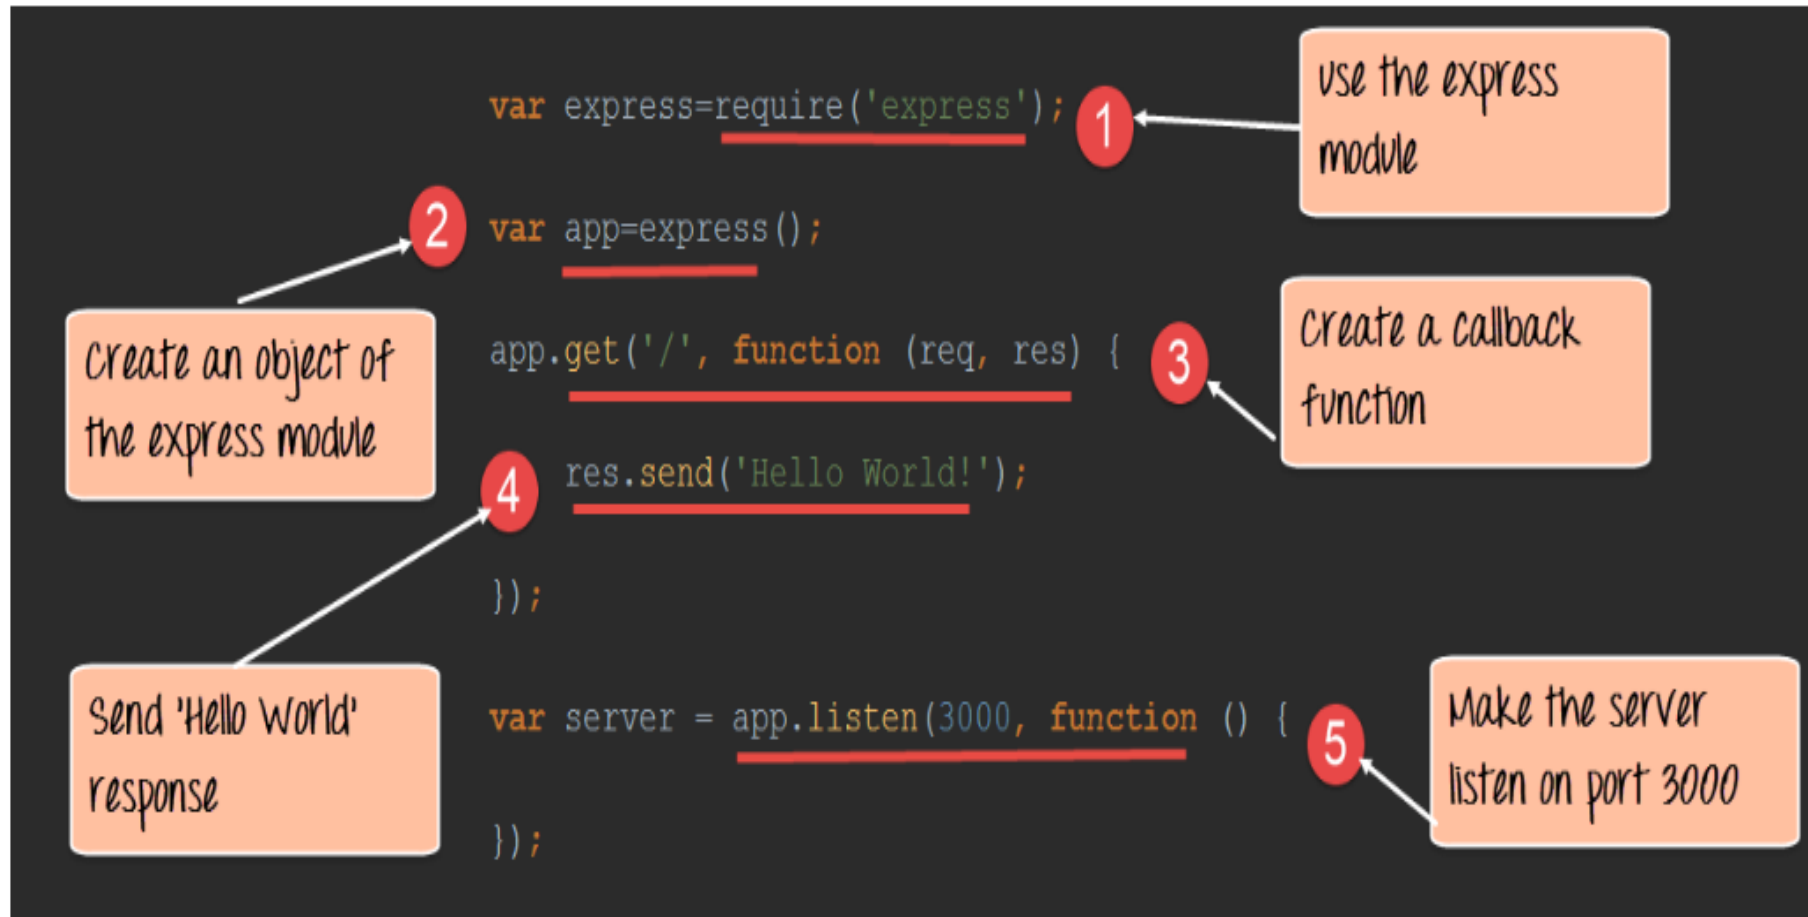 var express=require('express');
1
use the express
module
2
var app=express();
Create an object of
the express module
app.get('/', function (req, res) {
3
Create a callback
function
4
res.send('Hello World!');
});
Send 'Hello World'
response
var server = app.listen(3000, function () {
5
Make the server
listen on port 3000
});